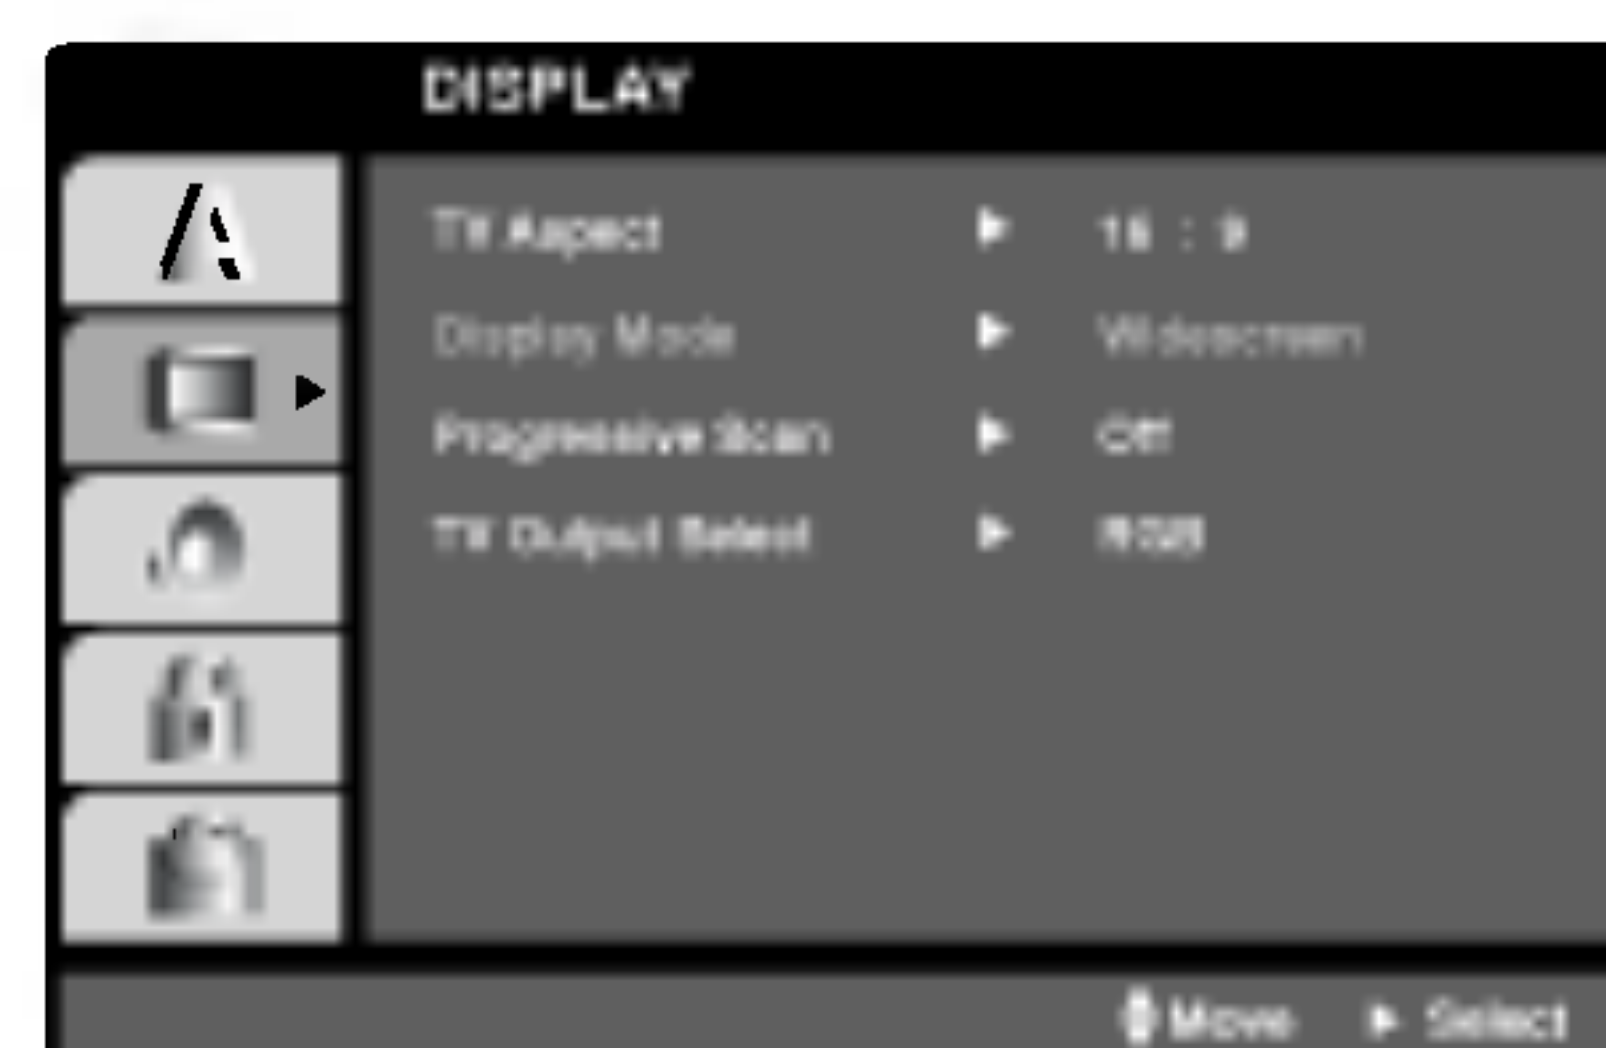 DISPLAY
TV Aspect ► 16 : 9
Display Mode ► Widescreen
Progressive Scan ► Off
TV Output Select ► RGB
Move ► Select